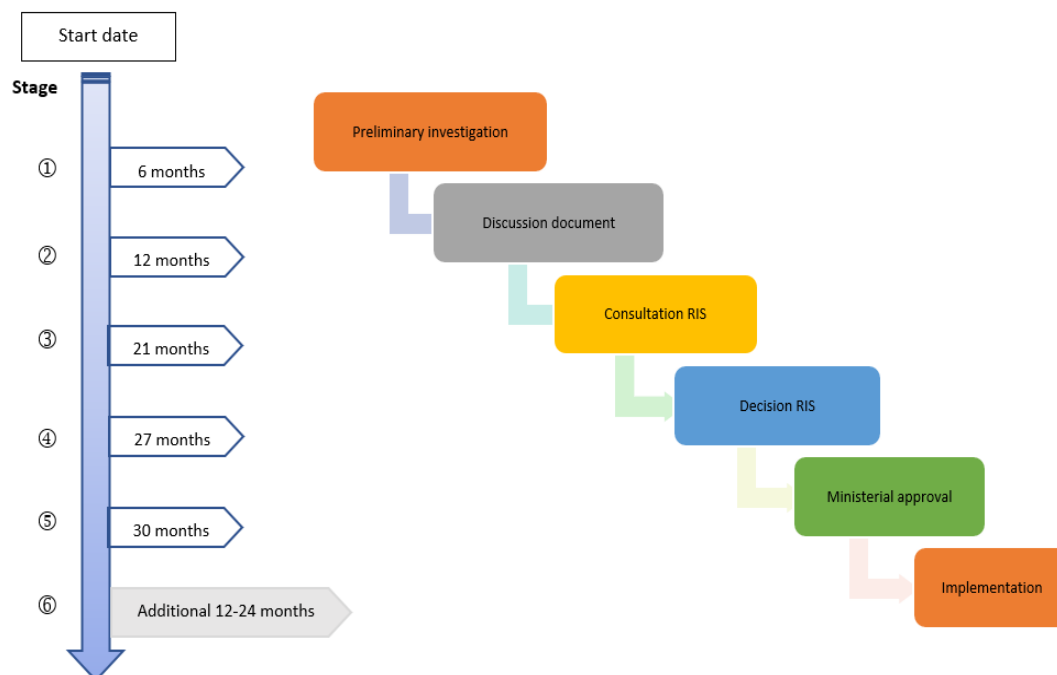 Start date
Stage
Preliminary investigation
① 6 months
Discussion document
② 12 months
Consultation RIS
③ 21 months
Decision RIS
④ 27 months
Ministerial approval
⑤ 30 months
Implementation
⑥ Additional 12-24 months